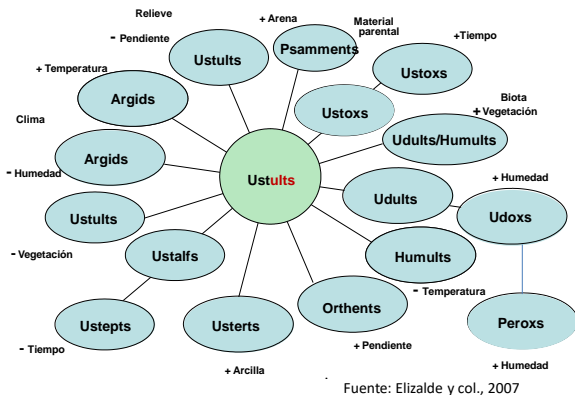 Relieve
- Pendiente
Ustults
+ Arena
Psamments
Material
parental
+Tiempo
Ustoxs
Ustoxs
+ Temperatura
Argids
Biota
+ Vegetación
Udults/Humults
Clima
Argids
- Humedad
Ustults
Udults
+ Humedad
Udoxs
Ustults
- Vegetación
Ustalfs
Humults
- Temperatura
Ustepts
- Tiempo
Usterts
+ Arcilla
Orthents
+ Pendiente
Peroxs
+ Humedad
Fuente: Elizalde y col., 2007